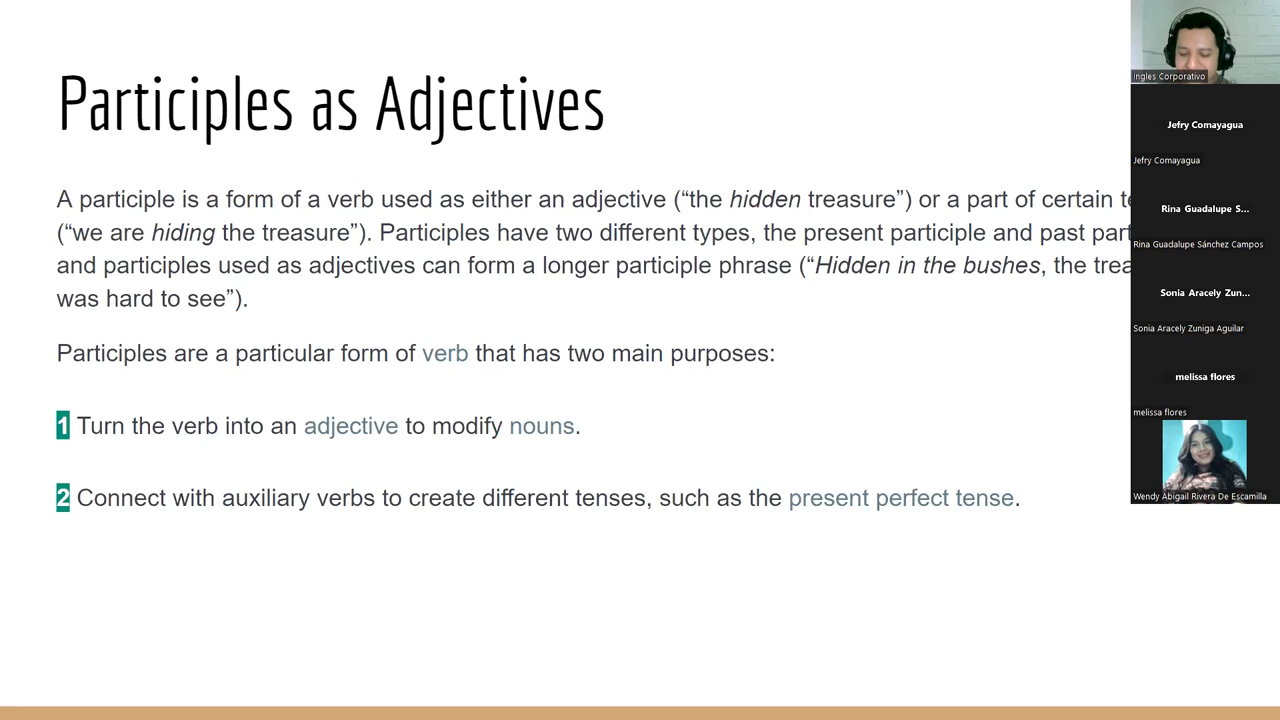 Participles as Adjectives
A participle is a form of a verb used as either an adjective (“the hidden treasure”) or a part of certain
(“we are hiding the treasure”). Participles have two different types, the present participle and past
and participles used as adjectives can form a longer participle phrase (“Hidden in the bushes, the
was hard to see”).
Participles are a particular form of verb that has two main purposes:
1 Turn the verb into an adjective to modify nouns.
2 Connect with auxiliary verbs to create different tenses, such as the present perfect tense.
Ingles Corporativo
Jefry Comayagua
Jefry Comayagua
Rina Guadalupe S...
Rina Guadalupe Sánchez Campos
Sonia Aracely Zun...
Sonia Aracely Zuniga Aguilar
melissa flores
melissa flores
Wendy Abigail Rivera De Escamilla